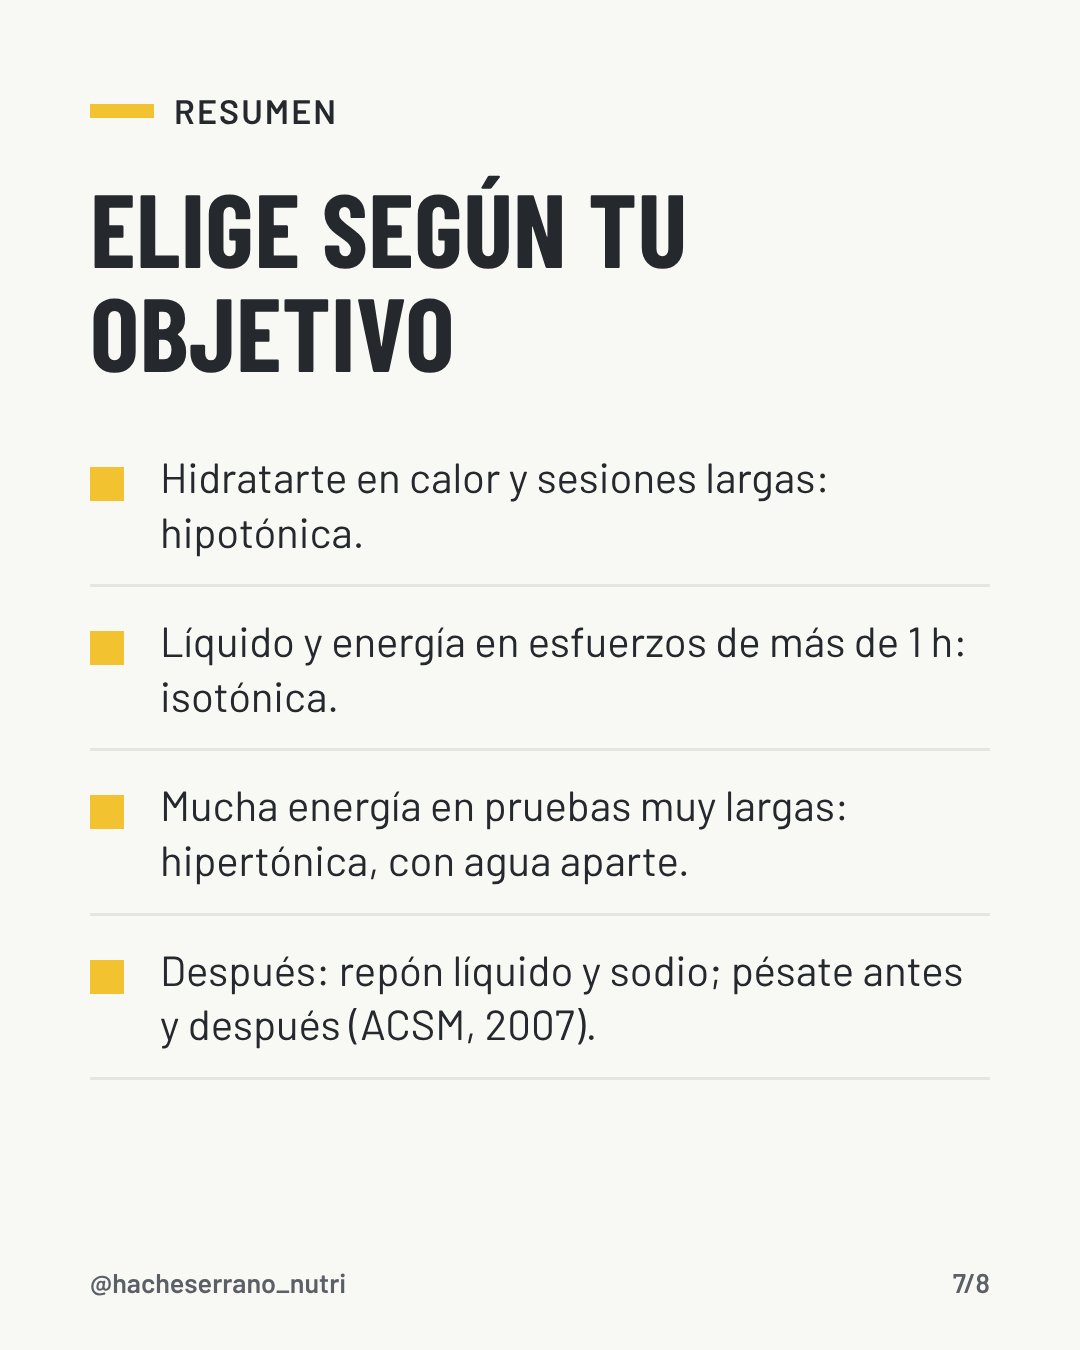 RESUMEN
ELIGE SEGÚN TU
OBJETIVO
Hidratarte en calor y sesiones largas:
hipotónica.
Líquido y energía en esfuerzos de más de 1 h:
isotónica.
Mucha energía en pruebas muy largas:
hipertónica, con agua aparte.
Después: repón líquido y sodio; pésate antes
y después (ACSM, 2007).
@hacheserrano_nutri
7/8